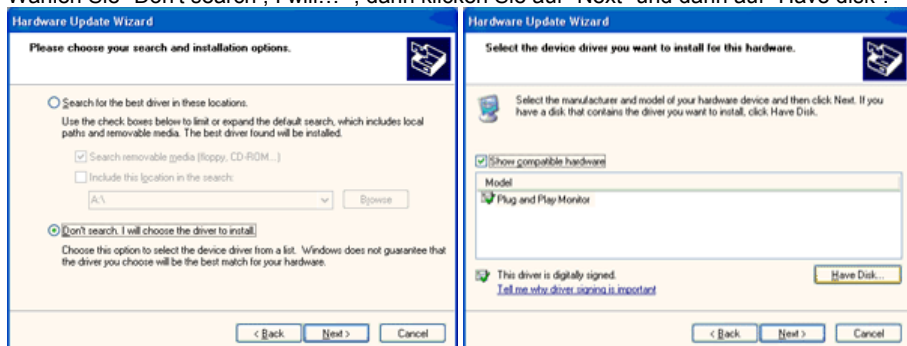 Wählen Sie "Don't search , I will… ", dann klicken Sie auf "Next" und dann auf "Have disk".
Hardware Update Wizard
Please choose your search and installation options.
Search for the best driver in these locations.
Use the check boxes below to limit or expand the default search, which includes local
paths and removable media. The best driver found will be installed.
Search removable media (floppy, CD-ROM...)
Include this location in the search:
A:\
Browse
Don't search. I will choose the driver to install.
Choose this option to select the device driver from a list. Windows does not guarantee that
the driver you choose will be the best match for your hardware.
< Back
Next >
Cancel
Hardware Update Wizard
Select the device driver you want to install for this hardware.
Select the manufacturer and model of your hardware device and then click Next. If you
have a disk that contains the driver you want to install, click Have Disk.
Show compatible hardware
Model
Plug and Play Monitor
This driver is digitally signed.
Tell me why driver signing is important
Have Disk...
< Back
Next >
Cancel